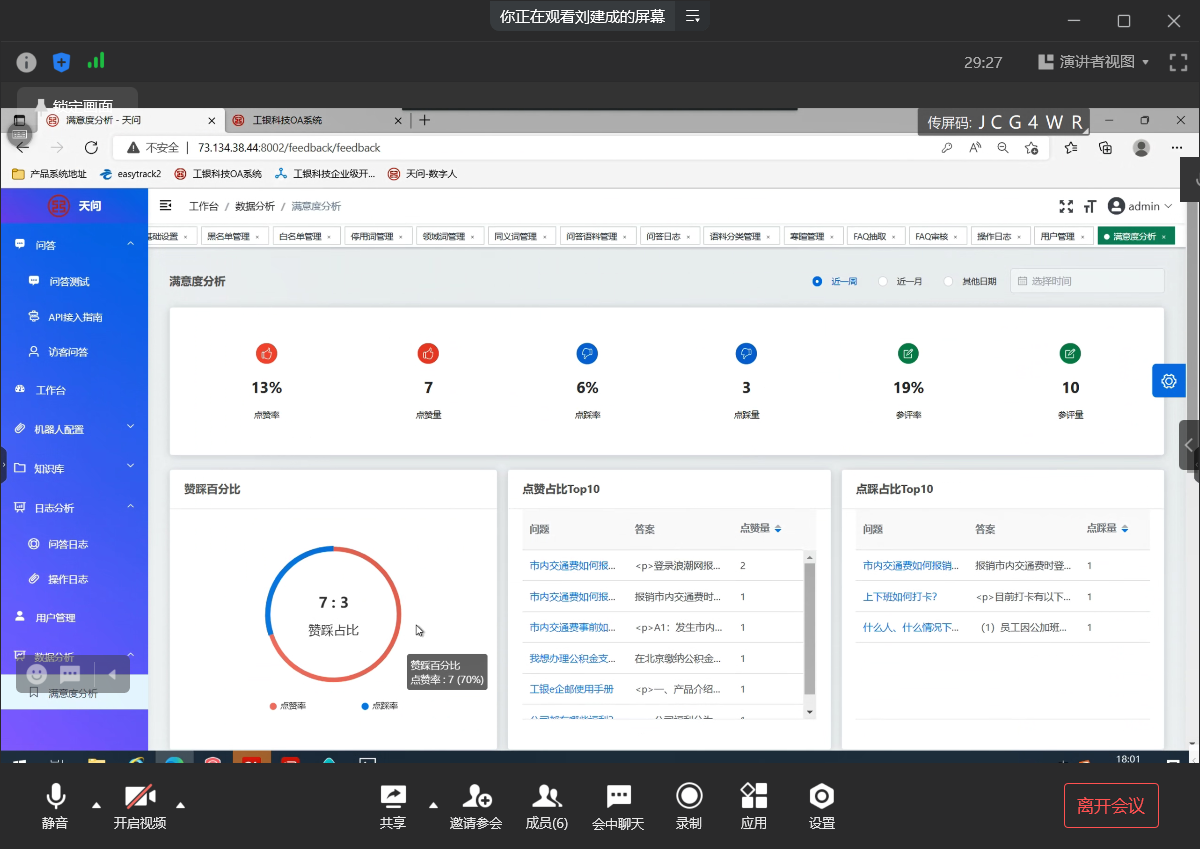 你正在观看刘建成的屏幕
29:27
演讲者视图
锁定画面
满意度分析 - 天问
工银科技OA系统
传屏码: J C G 4 W R
不安全
73.134.38.44:8002/feedback/feedback
产品系统地址
easytrack2
工银科技OA系统
工银科技企业级开...
天问-数字人
天问
工作台 / 数据分析 / 满意度分析
admin
基础设置
黑名单管理
白名单管理
停用词管理
领域词管理
同义词管理
问答语料管理
问答日志
语料分类管理
寒暄管理
FAQ抽取
FAQ审核
操作日志
用户管理
满意度分析
问答
问答测试
API接入指南
访客问答
工作台
机器人配置
知识库
日志分析
问答日志
操作日志
用户管理
数据分析
满意度分析
满意度分析
近一周
近一月
其他日期
选择时间
13%
7
6%
3
19%
10
点赞率
点赞量
点踩率
点踩量
参评率
参评量
赞踩百分比
7 : 3
赞踩占比
赞踩百分比
点赞率 : 7 (70%)
点赞率
点踩率
点赞占比Top10
问题 答案 点赞量
市内交通费如何报... <p>登录浪潮网报... 2
市内交通费如何报... 报销市内交通费时... 1
市内交通费事前如... <p>A1：发生市内... 1
我想办理公积金支... 在北京缴纳公积金... 1
工银e企邮使用手册 <p>一、产品介绍... 1
点踩占比Top10
问题 答案 点踩量
市内交通费如何报销... 报销市内交通费时登... 1
上下班如何打卡? <p>目前打卡有以下... 1
什么人、什么情况下... （1）员工因公加班... 1
18:01
静音
开启视频
共享
邀请参会
成员(6)
会中聊天
录制
应用
设置
离开会议